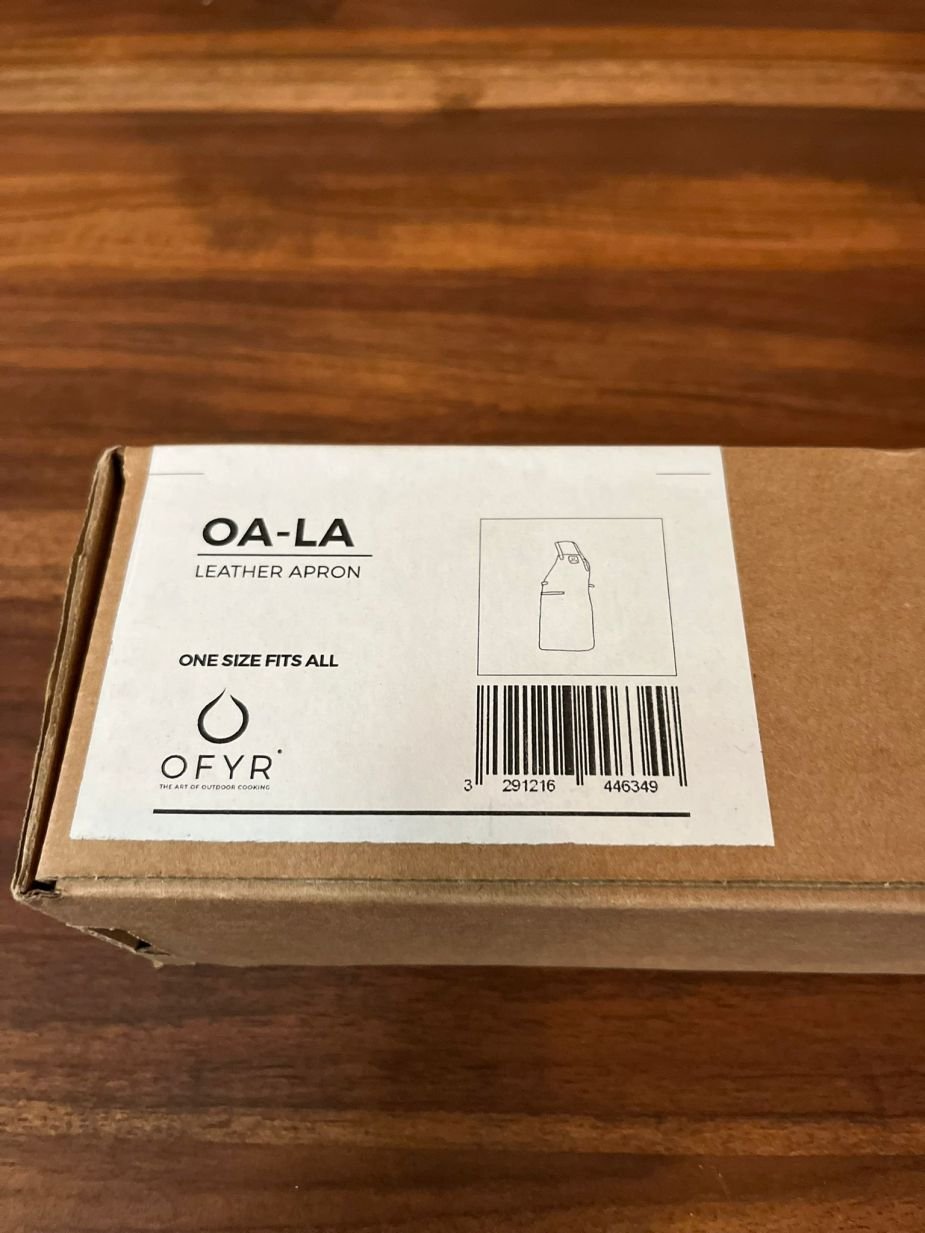 OA-LA
LEATHER APRON
ONE SIZE FITS ALL
OFYR®
THE ART OF OUTDOOR COOKING
3 291216 446349